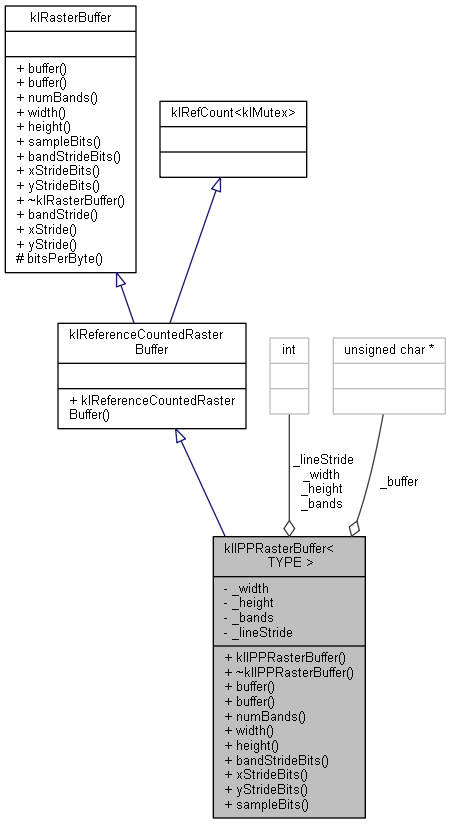 klRasterBuffer
+ buffer()
+ buffer()
+ numBands()
+ width()
+ height()
+ sampleBits()
+ bandStrideBits()
+ xStrideBits()
+ yStrideBits()
+ ~klRasterBuffer()
+ bandStride()
+ xStride()
+ yStride()
# bitsPerByte()
klRefCount<klMutex>
klReferenceCountedRaster
Buffer
+ klReferenceCountedRaster
Buffer()
int
unsigned char *
_lineStride
_width
_height
_bands
_buffer
klIPPRasterBuffer<
TYPE >
- _width
- _height
- _bands
- _lineStride
+ klIPPRasterBuffer()
+ ~klIPPRasterBuffer()
+ buffer()
+ buffer()
+ numBands()
+ width()
+ height()
+ bandStrideBits()
+ xStrideBits()
+ yStrideBits()
+ sampleBits()